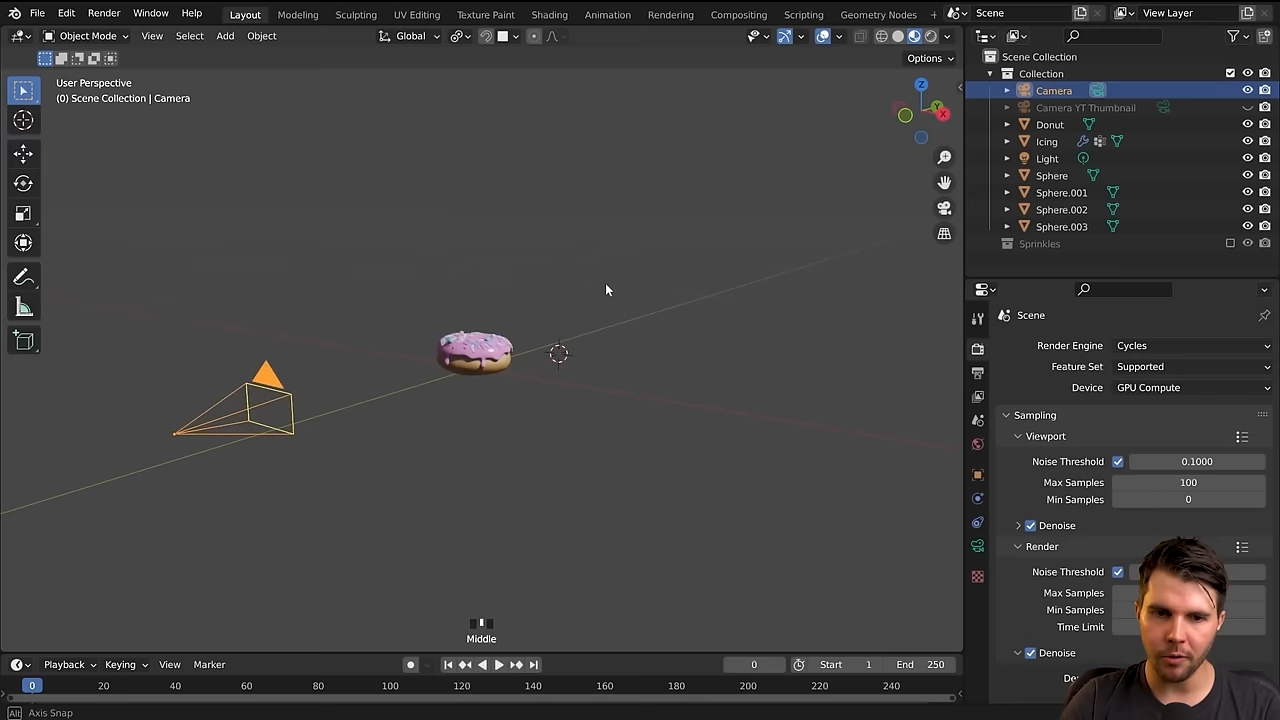 File Edit Render Window Help Layout Modeling Sculpting UV Editing Texture Paint Shading Animation Rendering Compositing Scripting Geometry Nodes + Scene View Layer
Object Mode View Select Add Object Global
Options
User Perspective
(0) Scene Collection | Camera
Z
Y
X
Scene Collection
Collection
Camera
Camera YT Thumbnail
Donut
Icing
Light
Sphere
Sphere.001
Sphere.002
Sphere.003
Sprinkles
Scene
Render Engine Cycles
Feature Set Supported
Device GPU Compute
Sampling
Viewport
Noise Threshold 0.1000
Max Samples 100
Min Samples 0
Denoise
Render
Noise Threshold
Max Samples
Min Samples
Time Limit
Denoise
Middle
Playback Keying View Marker 0 Start 1 End 250
0 20 40 60 80 100 120 140 160 180 200 220 240
Alt Axis Snap